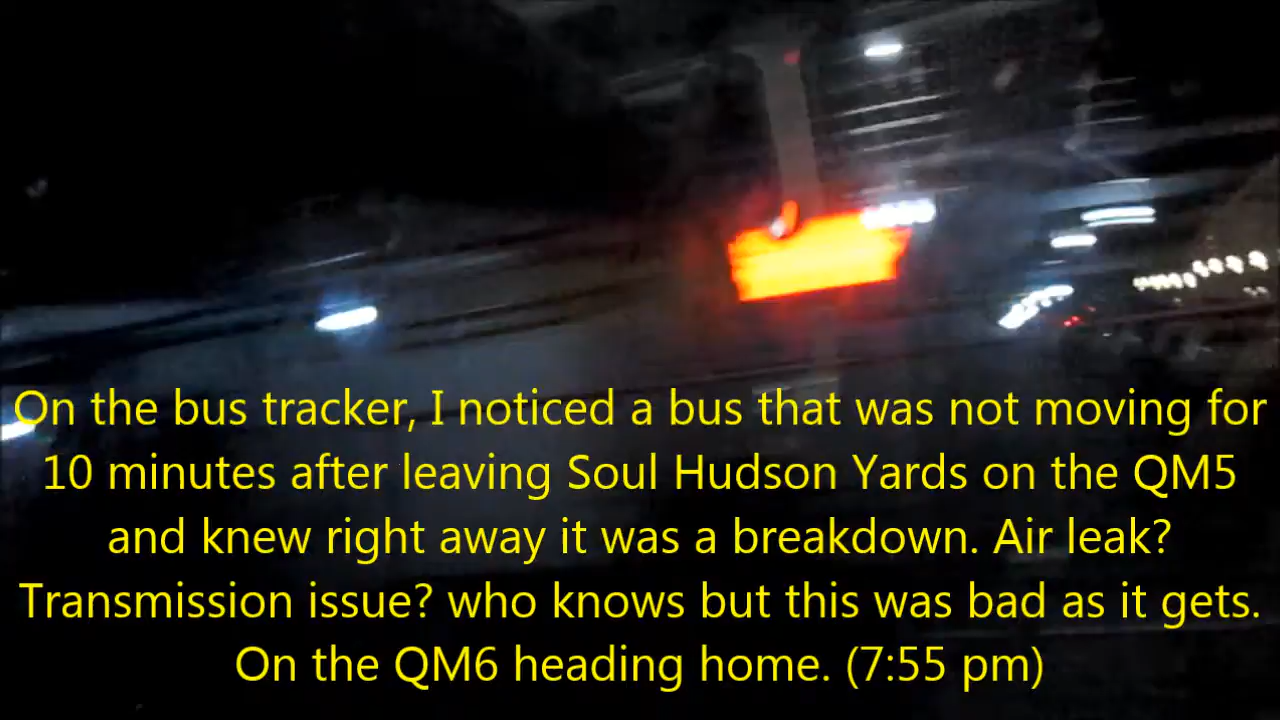 On the bus tracker, I noticed a bus that was not moving for
10 minutes after leaving Soul Hudson Yards on the QM5
and knew right away it was a breakdown. Air leak?
Transmission issue? who knows but this was bad as it gets.
On the QM6 heading home. (7:55 pm)